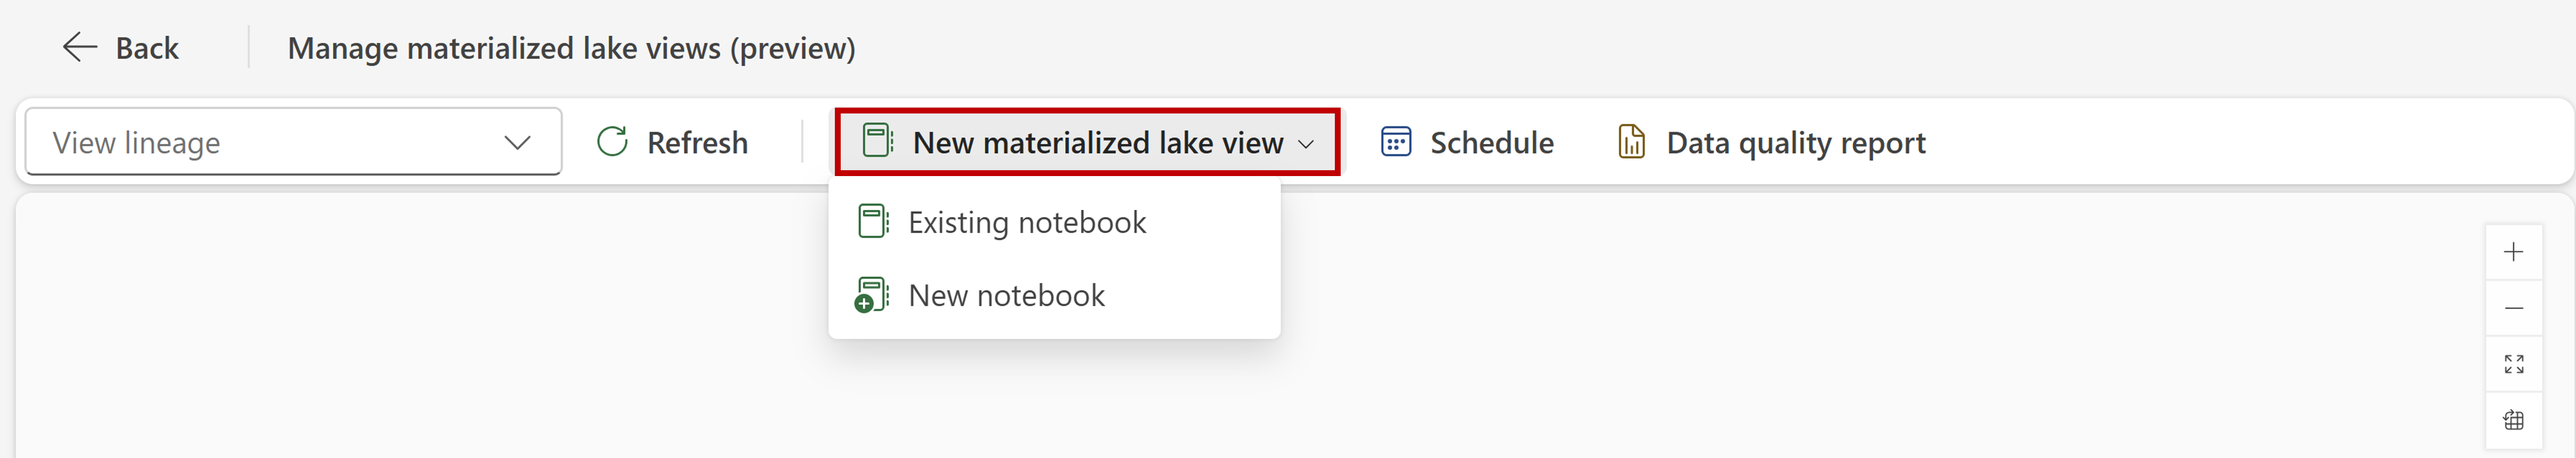 Back
Manage materialized lake views (preview)
View lineage
Refresh
New materialized lake view
Schedule
Data quality report
Existing notebook
New notebook